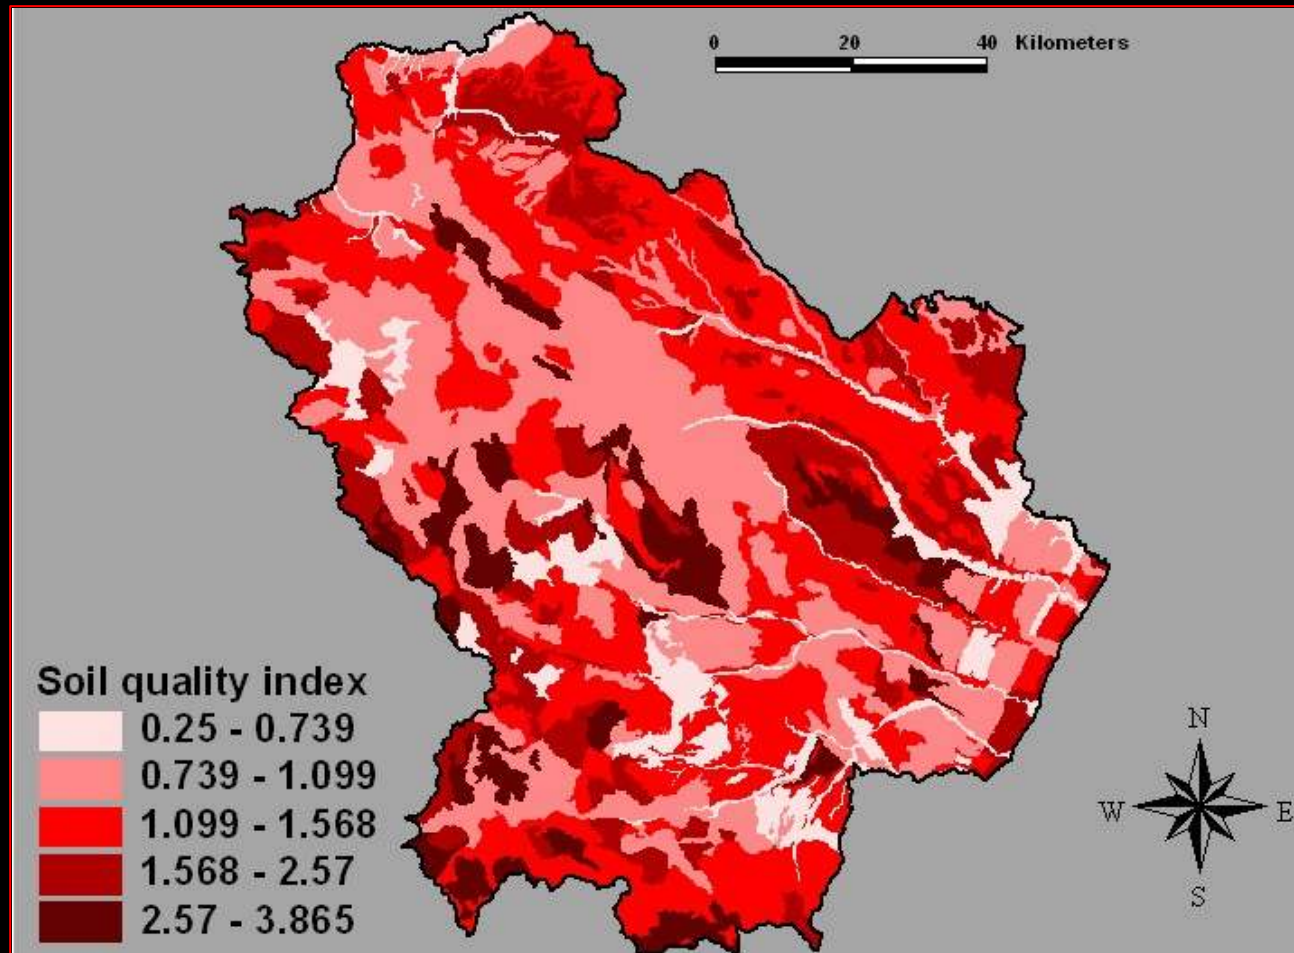 0 20 40 Kilometers
Soil quality index
0.25 - 0.739
0.739 - 1.099
1.099 - 1.568
1.568 - 2.57
2.57 - 3.865
N
W E
S